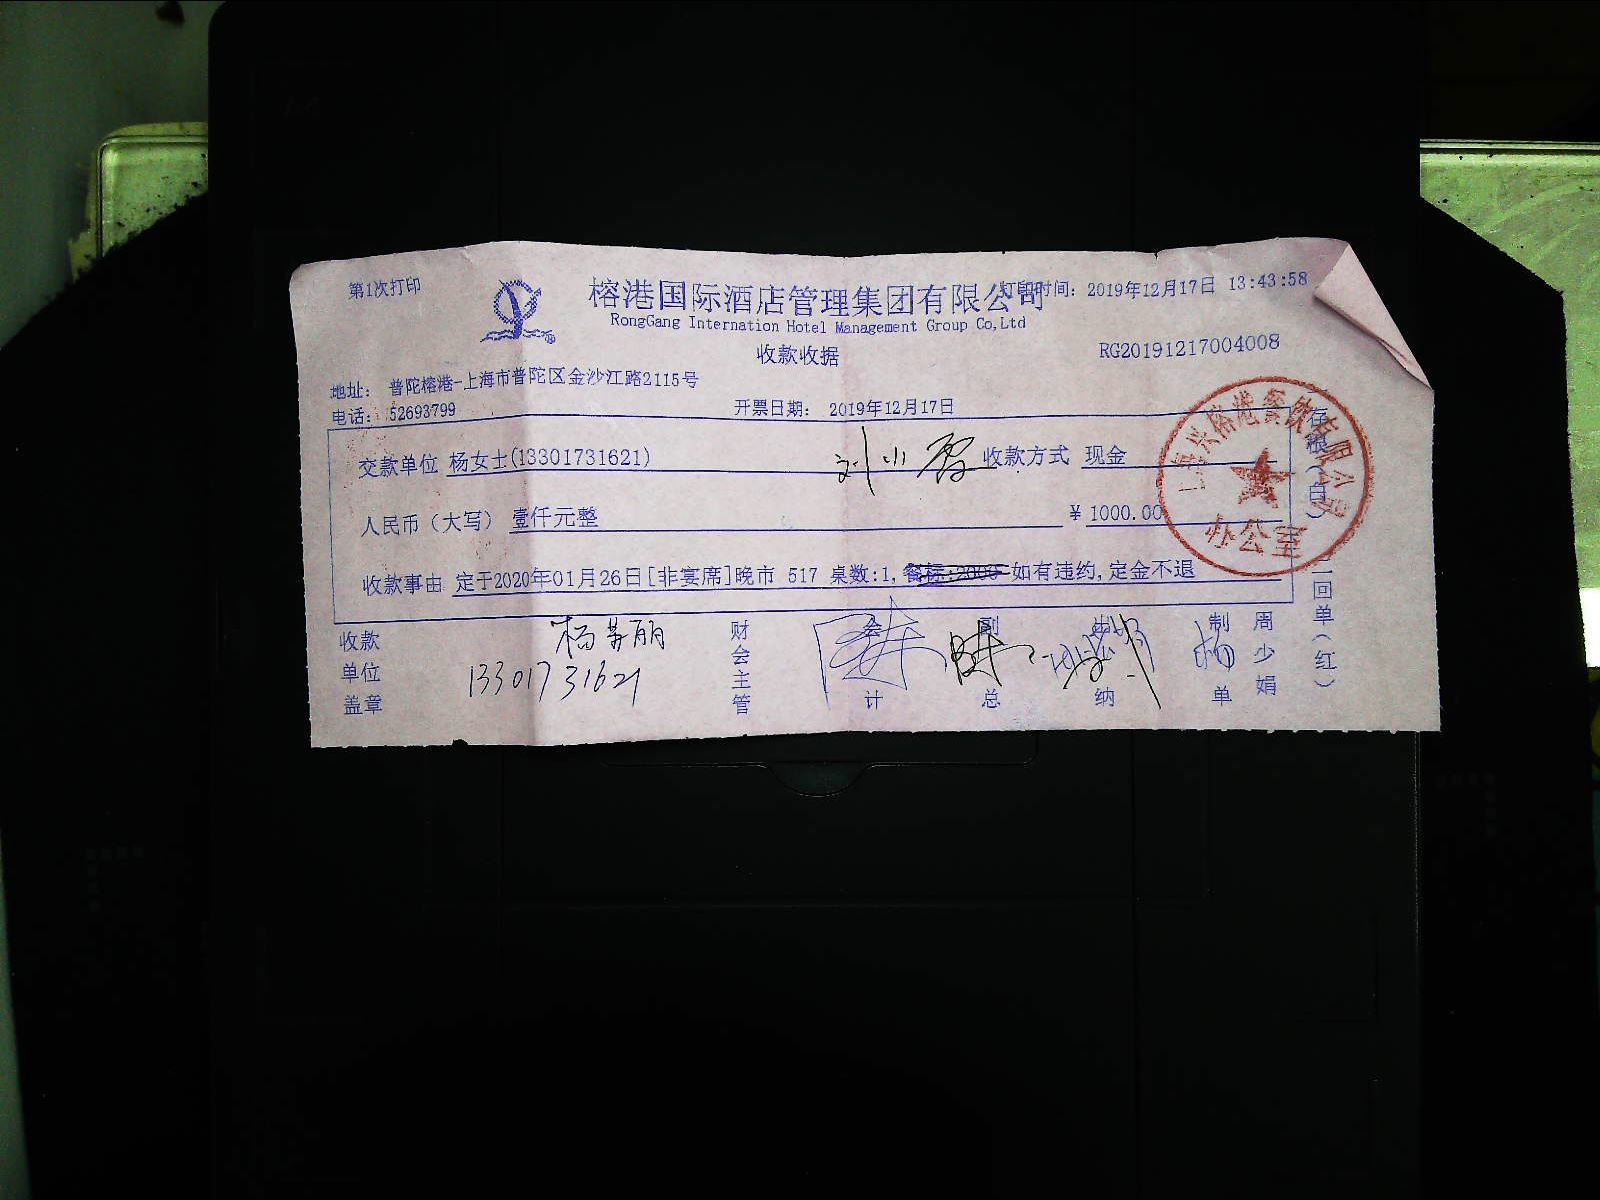 第1次打印
榕港国际酒店管理集团有限公司
打印时间：2019年12月17日 13:43:58
RongGang Internation Hotel Management Group Co,Ltd
收款收据
RG20191217004008
地址： 普陀榕港-上海市普陀区金沙江路2115号
电话： 52693799
开票日期： 2019年12月17日
交款单位 杨女士(13301731621) 收款方式 现金
人民币（大写） 壹仟元整 ¥ 1000.00
收款事由 定于2020年01月26日[非宴席]晚市 517 桌数:1,餐标:2000 如有违约,定金不退
存根(白) 二回单(红)
办公室
收款单位盖章
13301731621
财会主管
会计
副总
出纳
制单
周少娟